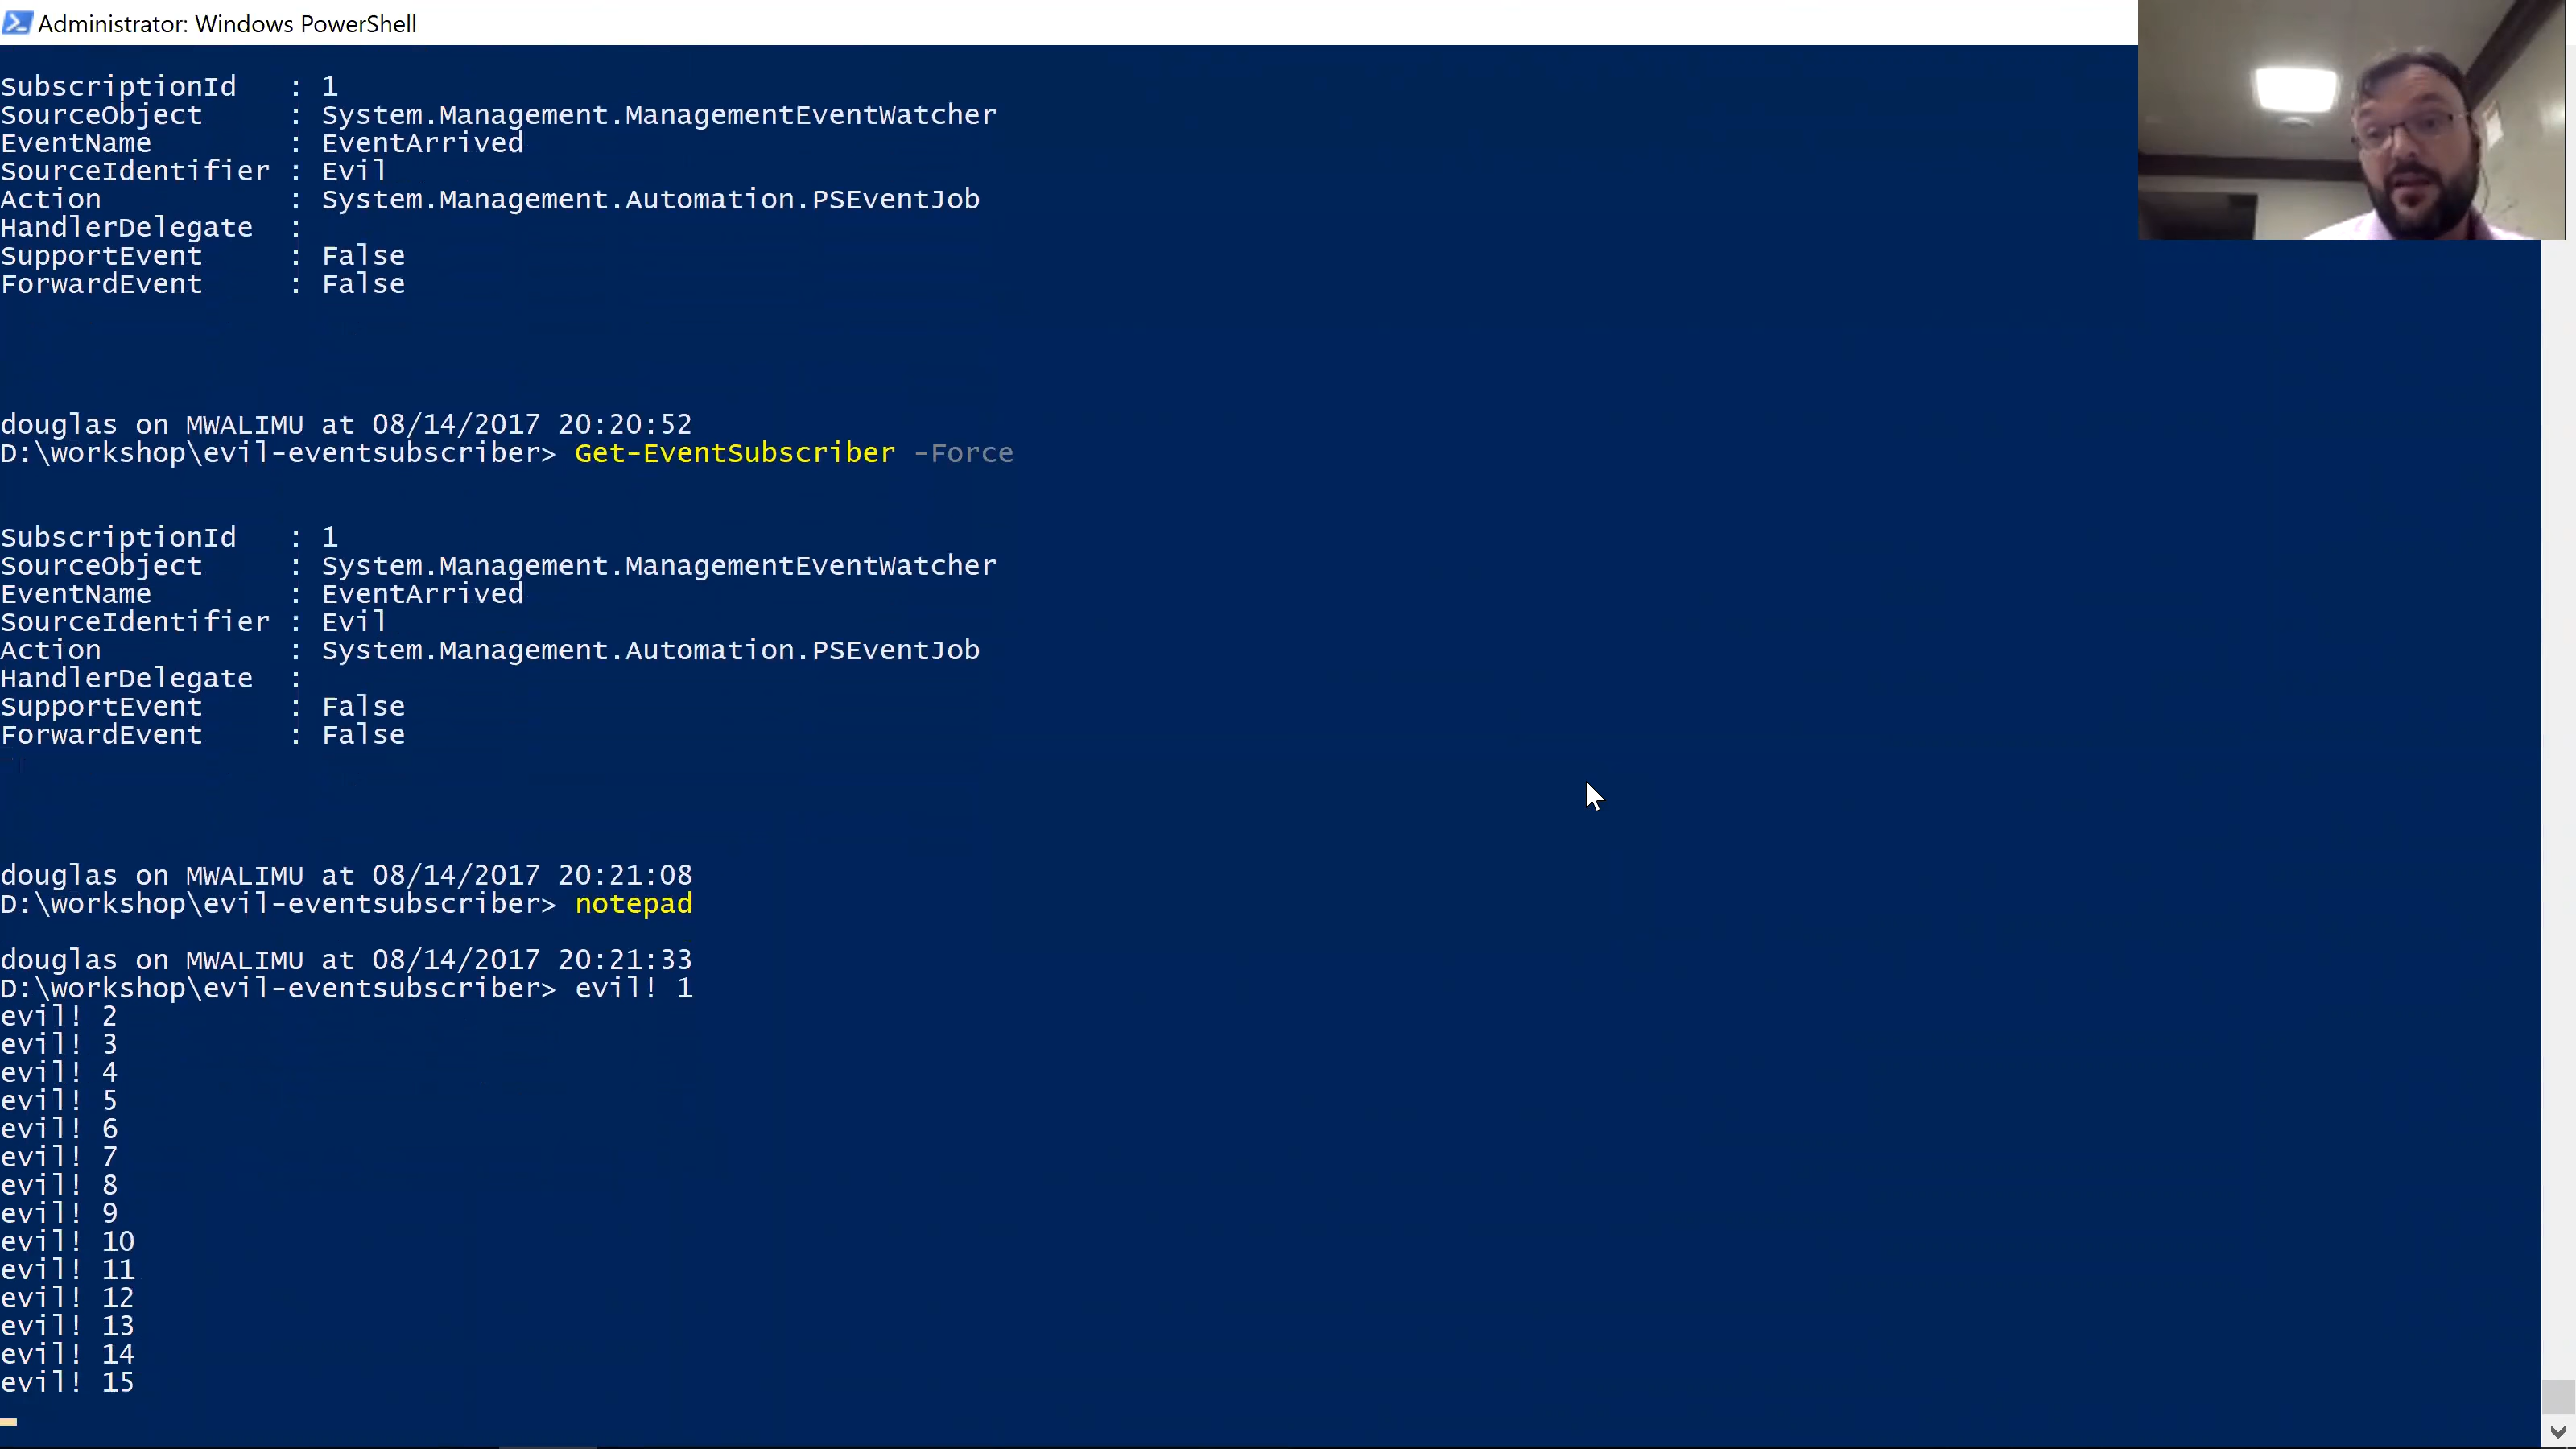 Administrator: Windows PowerShell
SubscriptionId   : 1
SourceObject     : System.Management.ManagementEventWatcher
EventName        : EventArrived
SourceIdentifier : Evil
Action           : System.Management.Automation.PSEventJob
HandlerDelegate  :
SupportEvent     : False
ForwardEvent     : False
douglas on MWALIMU at 08/14/2017 20:20:52
D:\workshop\evil-eventsubscriber> Get-EventSubscriber -Force
SubscriptionId   : 1
SourceObject     : System.Management.ManagementEventWatcher
EventName        : EventArrived
SourceIdentifier : Evil
Action           : System.Management.Automation.PSEventJob
HandlerDelegate  :
SupportEvent     : False
ForwardEvent     : False
douglas on MWALIMU at 08/14/2017 20:21:08
D:\workshop\evil-eventsubscriber> notepad
douglas on MWALIMU at 08/14/2017 20:21:33
D:\workshop\evil-eventsubscriber> evil! 1
evil! 2
evil! 3
evil! 4
evil! 5
evil! 6
evil! 7
evil! 8
evil! 9
evil! 10
evil! 11
evil! 12
evil! 13
evil! 14
evil! 15